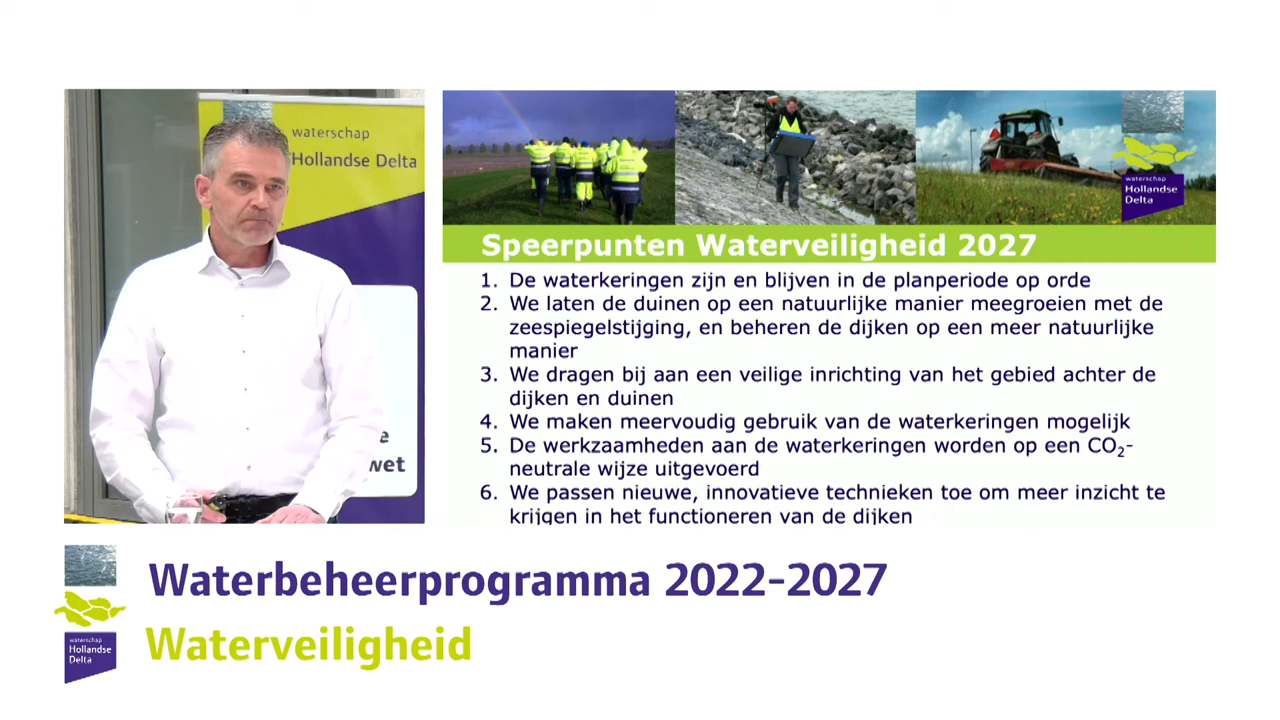 waterschap
Hollandse Delta
e
wet
waterschap
Hollandse
Delta
Speerpunten Waterveiligheid 2027
1. De waterkeringen zijn en blijven in de planperiode op orde
2. We laten de duinen op een natuurlijke manier meegroeien met de
zeespiegelstijging, en beheren de dijken op een meer natuurlijke
manier
3. We dragen bij aan een veilige inrichting van het gebied achter de
dijken en duinen
4. We maken meervoudig gebruik van de waterkeringen mogelijk
5. De werkzaamheden aan de waterkeringen worden op een CO₂-
neutrale wijze uitgevoerd
6. We passen nieuwe, innovatieve technieken toe om meer inzicht te
krijgen in het functioneren van de dijken
Waterbeheerprogramma 2022-2027
Waterveiligheid
waterschap
Hollandse
Delta